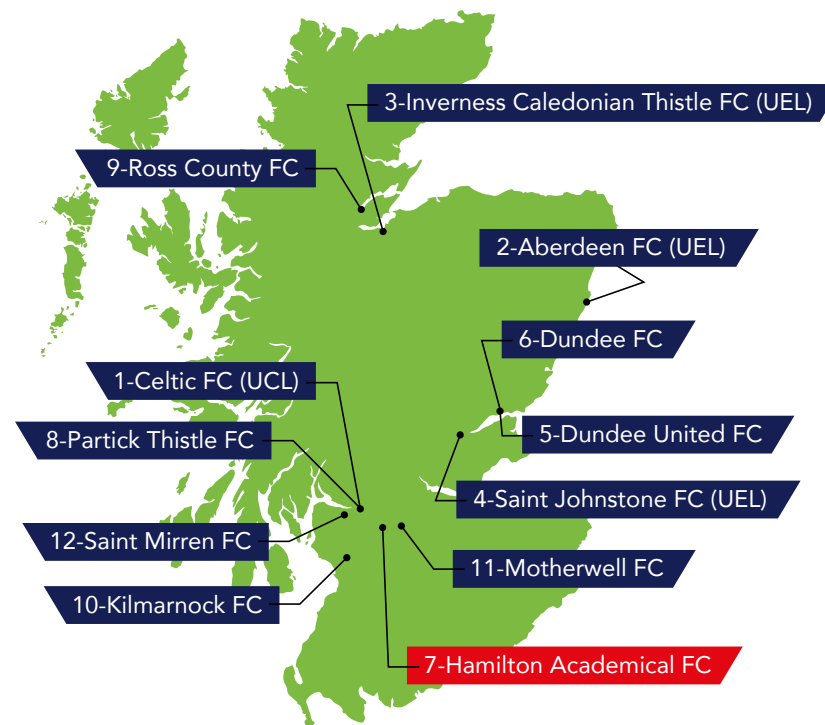 3-Inverness Caledonian Thistle FC (UEL)
9-Ross County FC
2-Aberdeen FC (UEL)
6-Dundee FC
1-Celtic FC (UCL)
5-Dundee United FC
8-Partick Thistle FC
4-Saint Johnstone FC (UEL)
12-Saint Mirren FC
11-Motherwell FC
10-Kilmarnock FC
7-Hamilton Academical FC